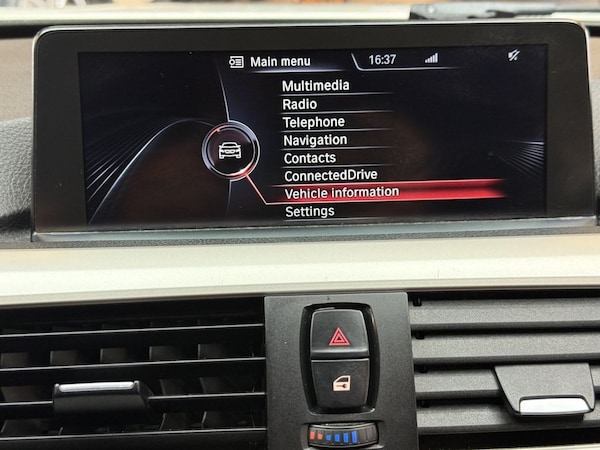 Main menu 16:37
Multimedia
Radio
Telephone
Navigation
Contacts
ConnectedDrive
Vehicle information
Settings